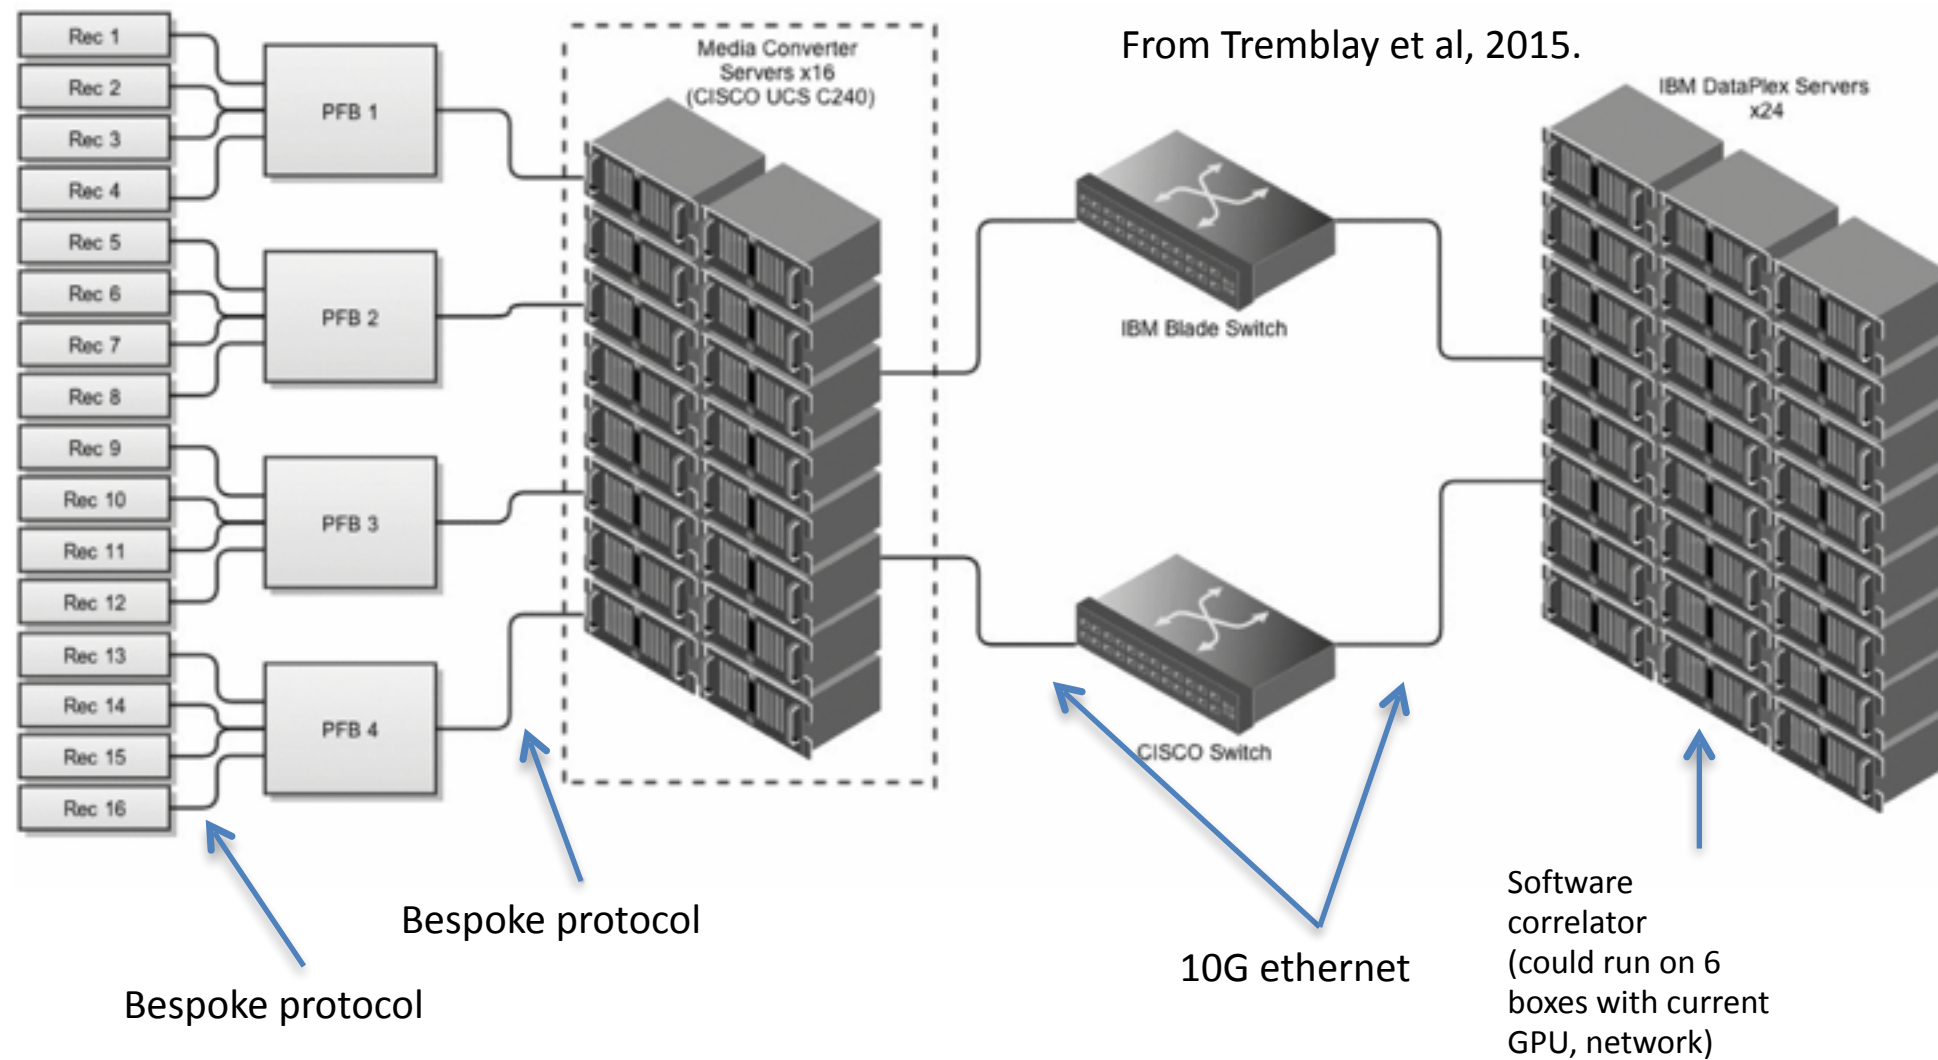 Rec 1
Rec 2
Rec 3
Rec 4
Rec 5
Rec 6
Rec 7
Rec 8
Rec 9
Rec 10
Rec 11
Rec 12
Rec 13
Rec 14
Rec 15
Rec 16
PFB 1
PFB 2
PFB 3
PFB 4
Media Converter
Servers x16
(CISCO UCS C240)
From Tremblay et al, 2015.
IBM Blade Switch
CISCO Switch
IBM DataPlex Servers
x24
Bespoke protocol
Bespoke protocol
10G ethernet
Software
correlator
(could run on 6
boxes with current
GPU, network)